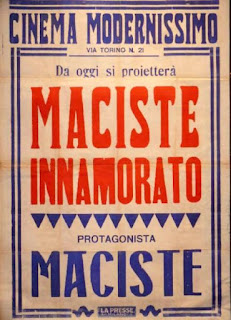 CINEMA MODERNISSIMO
VIA TORINO N. 21
Da oggi si proietterà
MACISTE
INNAMORATO
PROTAGONISTA
MACISTE
LA PRESSE